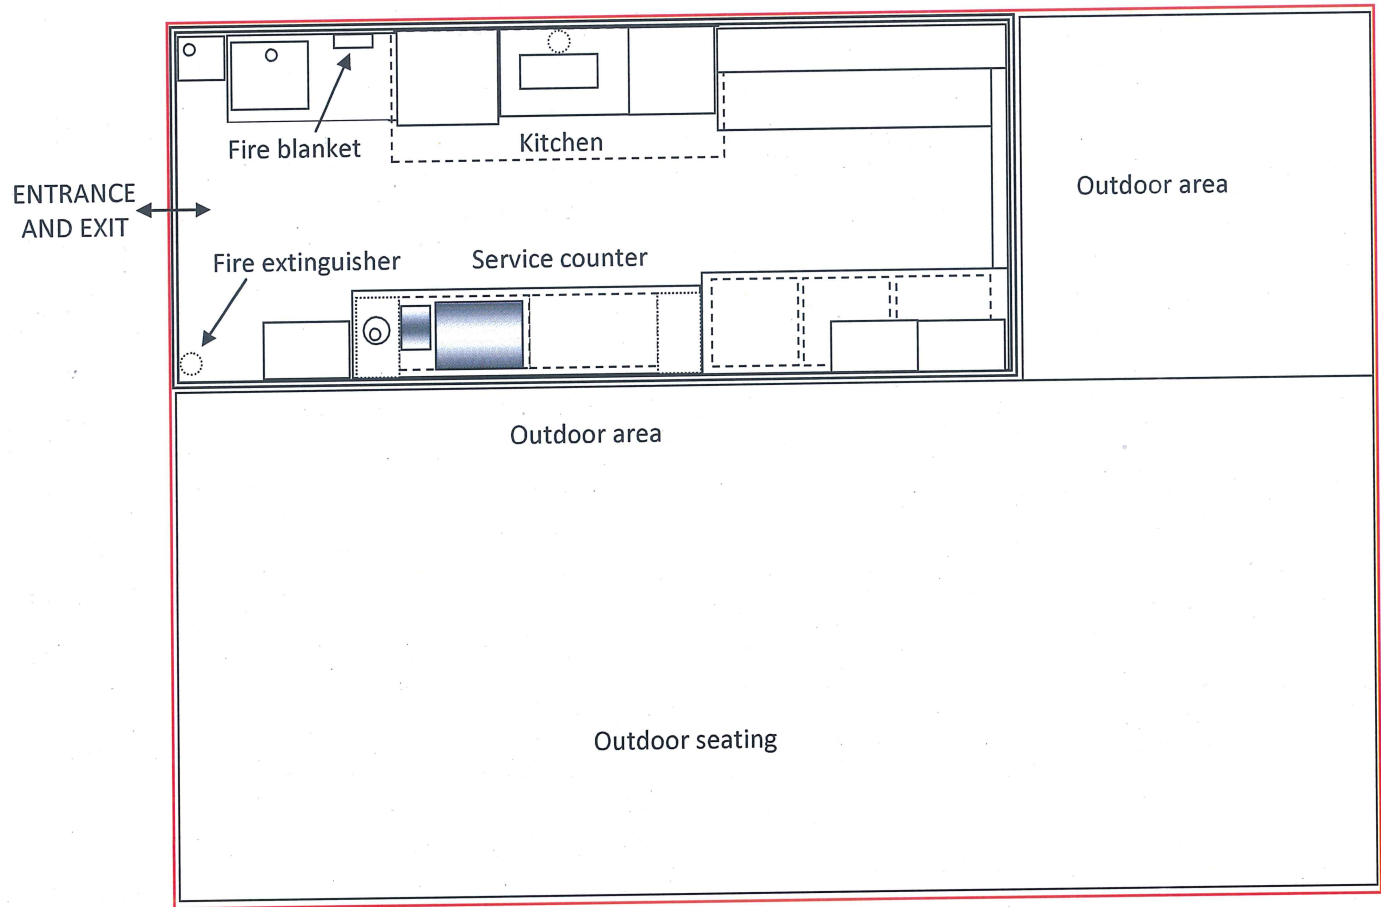 Fire blanket
Kitchen
ENTRANCE
AND EXIT
Outdoor area
Fire extinguisher
Service counter
Outdoor area
Outdoor seating